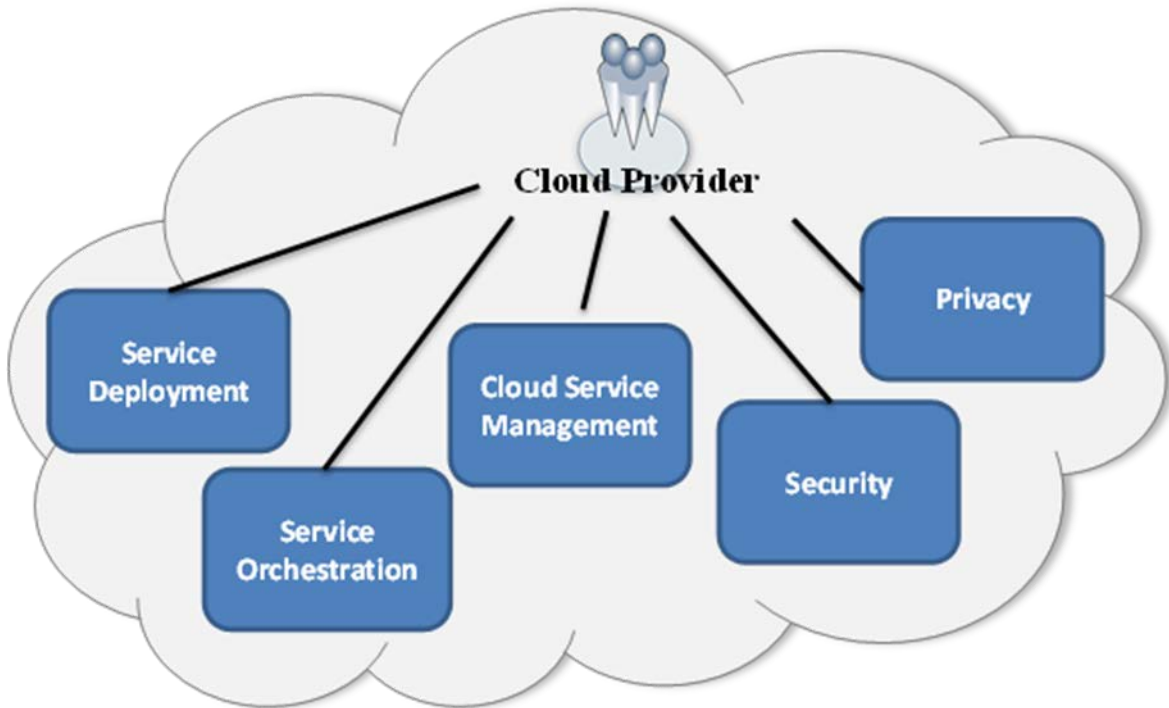 Cloud Provider
Service
Deployment
Service
Orchestration
Cloud Service
Management
Security
Privacy